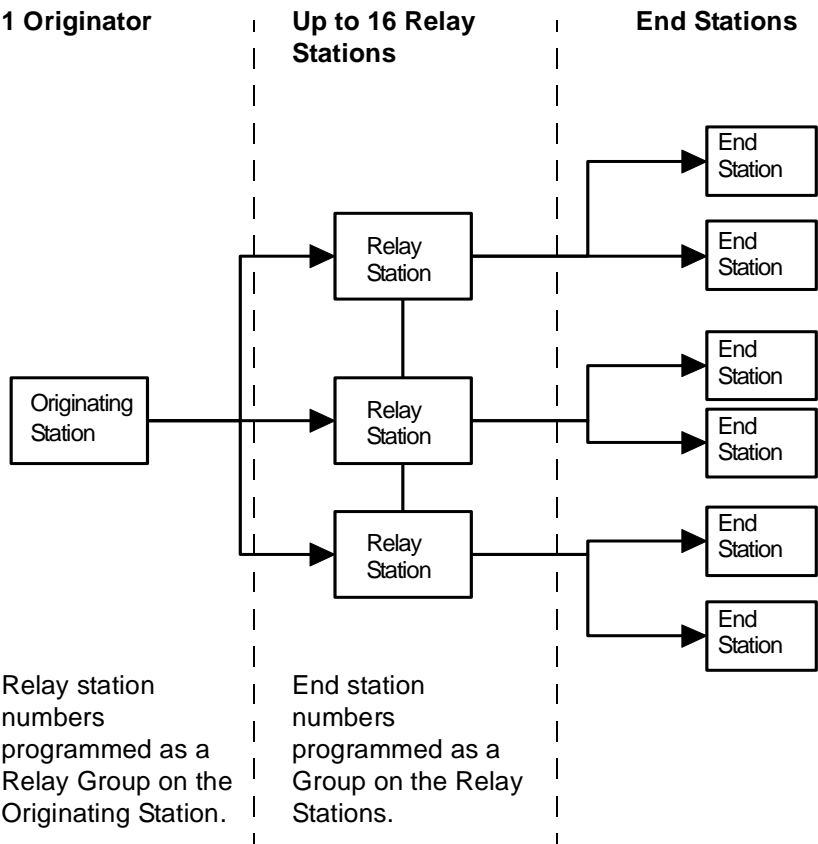 1 Originator
Up to 16 Relay
Stations
End Stations
End
Station
End
Station
Relay
Station
End
Station
Originating
Station
Relay
Station
End
Station
End
Station
Relay
Station
End
Station
Relay station
numbers
programmed as a
Relay Group on the
Originating Station.
End station
numbers
programmed as a
Group on the Relay
Stations.